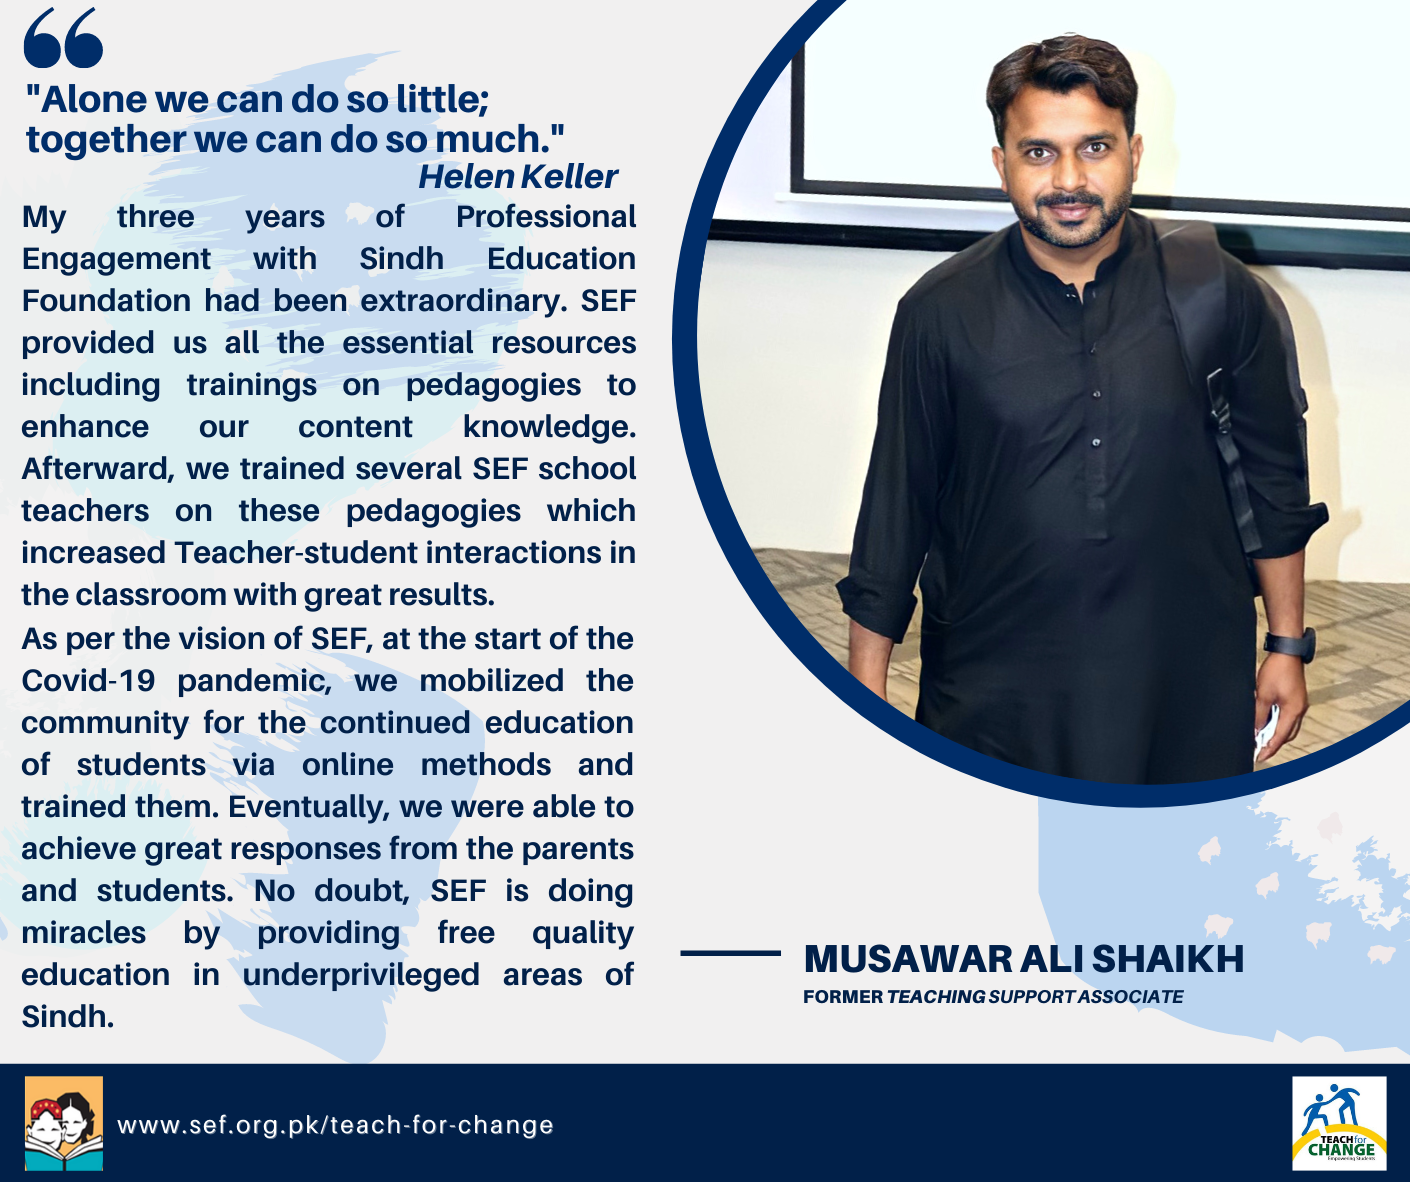 "Alone we can do so little;
together we can do so much."
Helen Keller
My three years of Professional
Engagement with Sindh Education
Foundation had been extraordinary. SEF
provided us all the essential resources
including trainings on pedagogies to
enhance our content knowledge.
Afterward, we trained several SEF school
teachers on these pedagogies which
increased Teacher-student interactions in
the classroom with great results.
As per the vision of SEF, at the start of the
Covid-19 pandemic, we mobilized the
community for the continued education
of students via online methods and
trained them. Eventually, we were able to
achieve great responses from the parents
and students. No doubt, SEF is doing
miracles by providing free quality
education in underprivileged areas of
Sindh.
MUSAWAR ALI SHAIKH
FORMER TEACHING SUPPORT ASSOCIATE
www.sef.org.pk/teach-for-change
TEACH for
CHANGE
Empowering Students